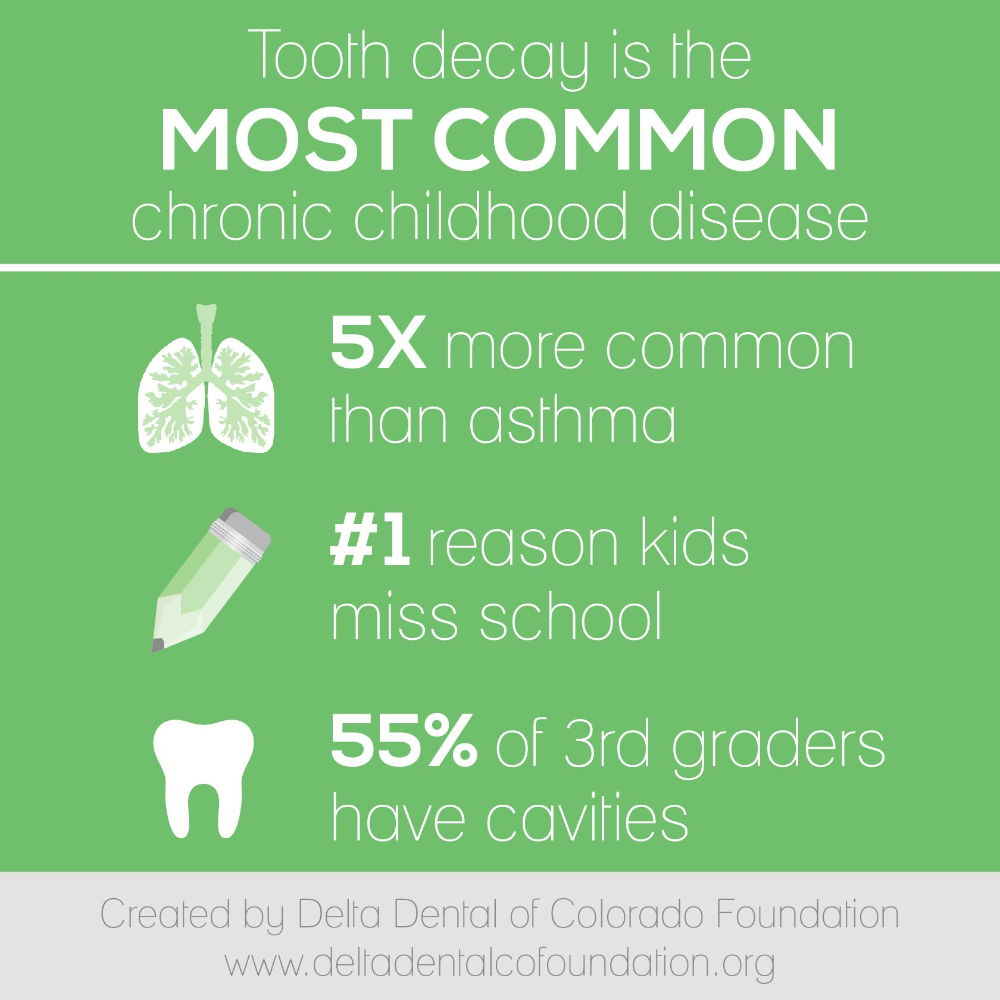 Tooth decay is the
MOST COMMON
chronic childhood disease
5X more common
than asthma
#1 reason kids
miss school
55% of 3rd graders
have cavities
Created by Delta Dental of Colorado Foundation
www.deltadentalcofoundation.org